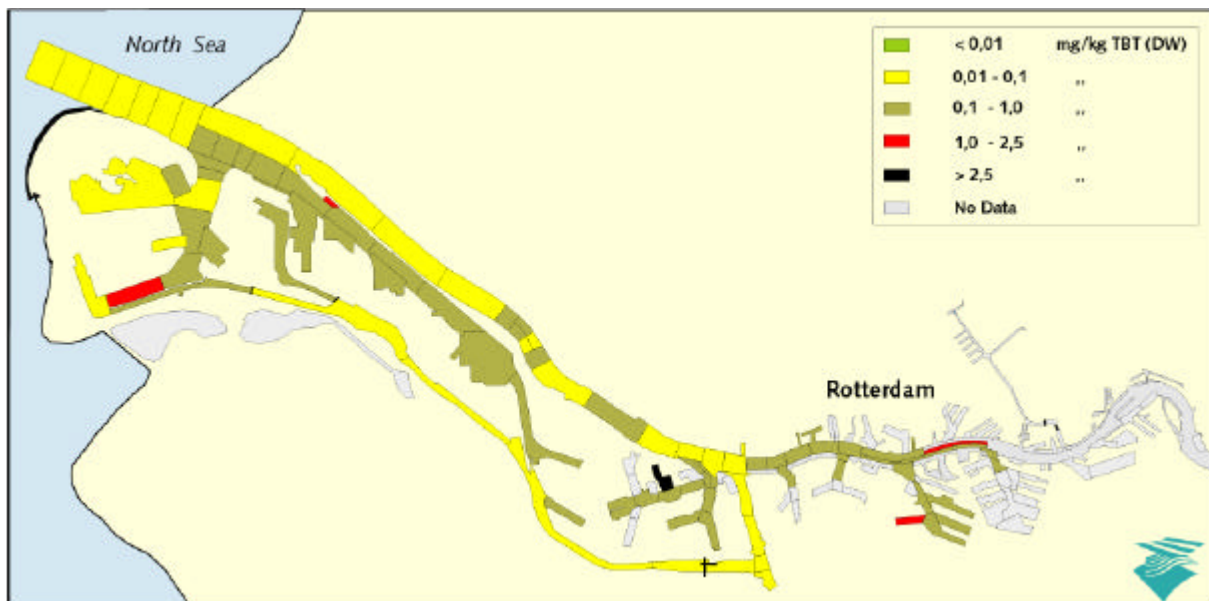 North Sea
< 0,01 mg/kg TBT (DW)
0,01 - 0,1 ,,
0,1 - 1,0 ,,
1,0 - 2,5 ,,
> 2,5 ,,
No Data
Rotterdam